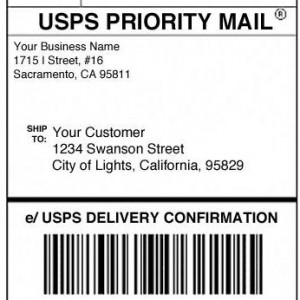 USPS PRIORITY MAIL®
Your Business Name
1715 I Street, #16
Sacramento, CA 95811
SHIP TO: Your Customer
1234 Swanson Street
City of Lights, California, 95829
e/ USPS DELIVERY CONFIRMATION